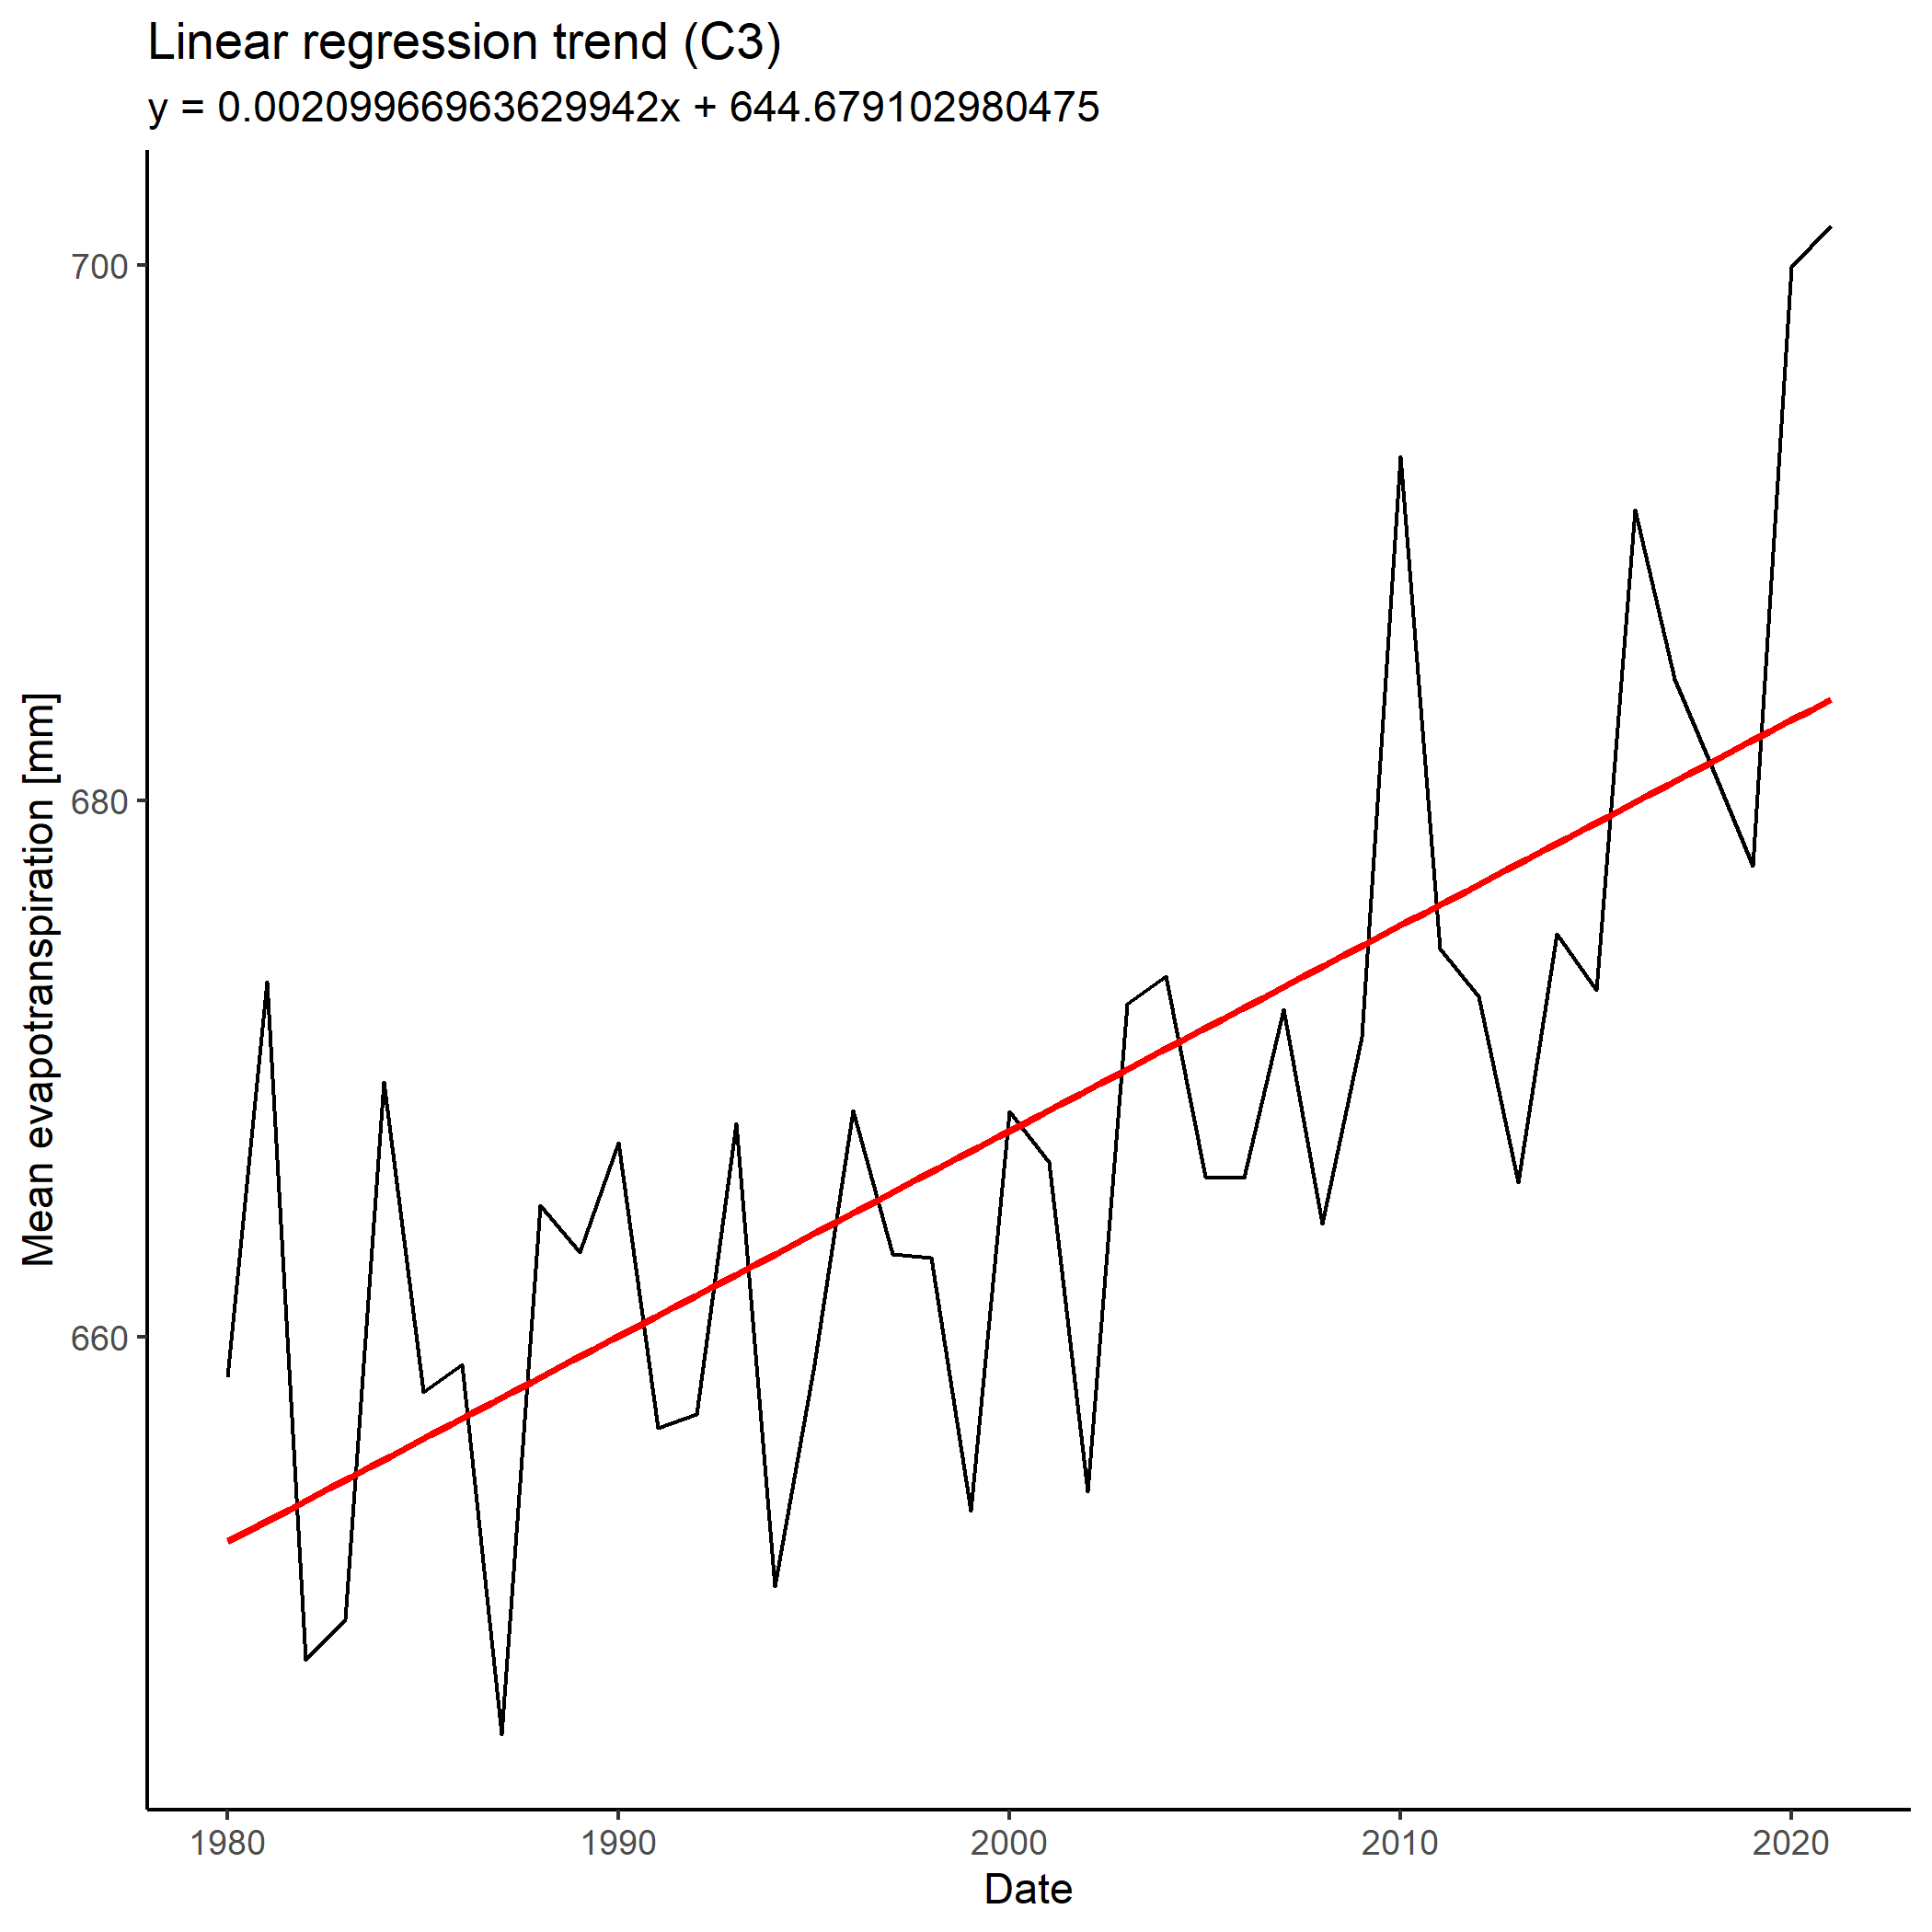 Linear regression trend (C3)
y = 0.00209966963629942x + 644.679102980475
Mean evapotranspiration [mm]
700
680
660
1980 1990 2000 2010 2020
Date